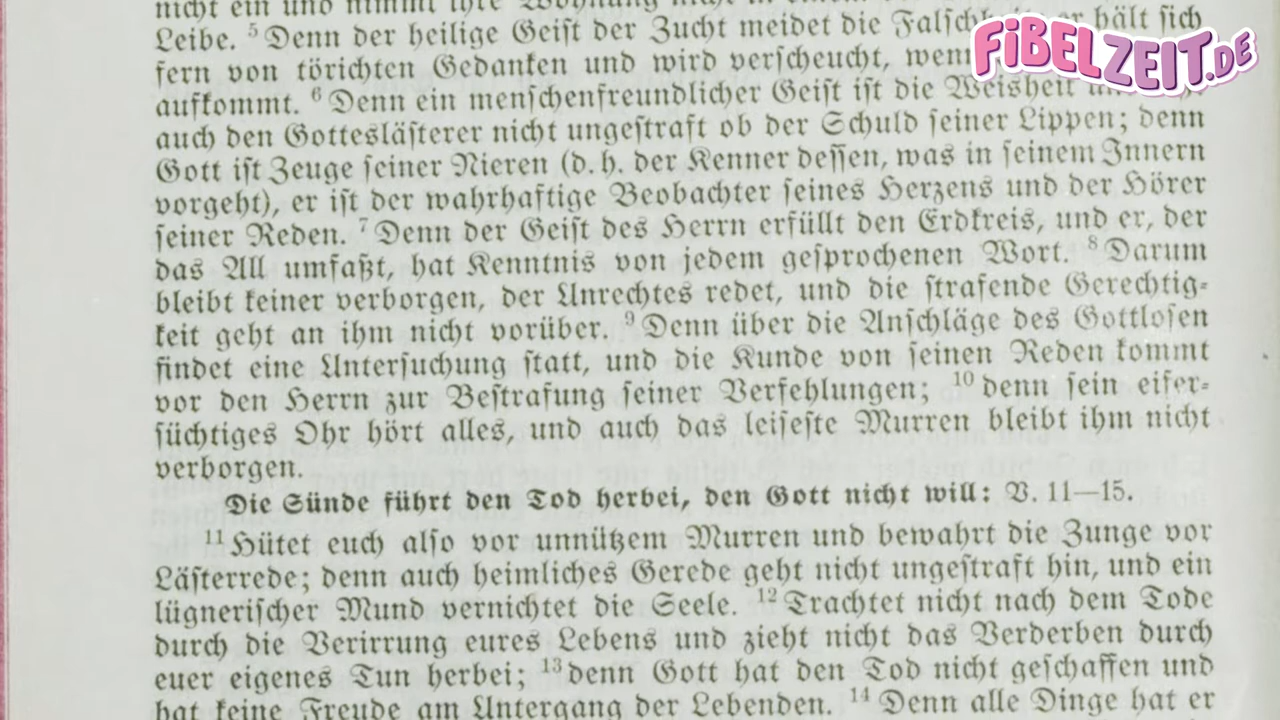 nicht ein und nimmt ihre Wohnung nicht in einem
Leibe. ⁵Denn der heilige Geist der Zucht meidet die
hält sich
FiBELZEIT.DE
fern von törichten Gedanken und wird verscheucht,
aufkommt. ⁶Denn ein menschenfreundlicher Geist ist die Weisheit
auch den Gotteslästerer nicht ungestraft ob der Schuld seiner Lippen; denn
Gott ist Zeuge seiner Nieren (d. h. der Kenner dessen, was in seinem Innern
vorgeht), er ist der wahrhaftige Beobachter seines Herzens und der Hörer
seiner Reden. ⁷Denn der Geist des Herrn erfüllt den Erdkreis, und er, der
das All umfaßt, hat Kenntnis von jedem gesprochenen Wort. ⁸Darum
bleibt keiner verborgen, der Unrechtes redet, und die strafende Gerechtig-
keit geht an ihm nicht vorüber. ⁹Denn über die Anschläge des Gottlosen
findet eine Untersuchung statt, und die Kunde von seinen Reden kommt
vor den Herrn zur Bestrafung seiner Verfehlungen; ¹⁰denn sein eifer-
süchtiges Ohr hört alles, und auch das leiseste Murren bleibt ihm nicht
verborgen.
Die Sünde führt den Tod herbei, den Gott nicht will: V. 11—15.
¹¹Hütet euch also vor unnützem Murren und bewahrt die Zunge vor
Lästerrede; denn auch heimliches Gerede geht nicht ungestraft hin, und ein
lügnerischer Mund vernichtet die Seele. ¹²Trachtet nicht nach dem Tode
durch die Verirrung eures Lebens und zieht nicht das Verderben durch
euer eigenes Tun herbei; ¹³denn Gott hat den Tod nicht geschaffen und
hat keine Freude am Untergang der Lebenden. ¹⁴Denn alle Dinge hat er